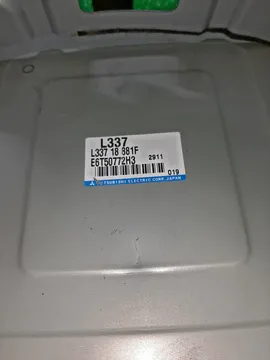 L337
L337 18 881F
E6T50772H3
2911
019
MITSUBISHI ELECTRIC CORP. JAPAN